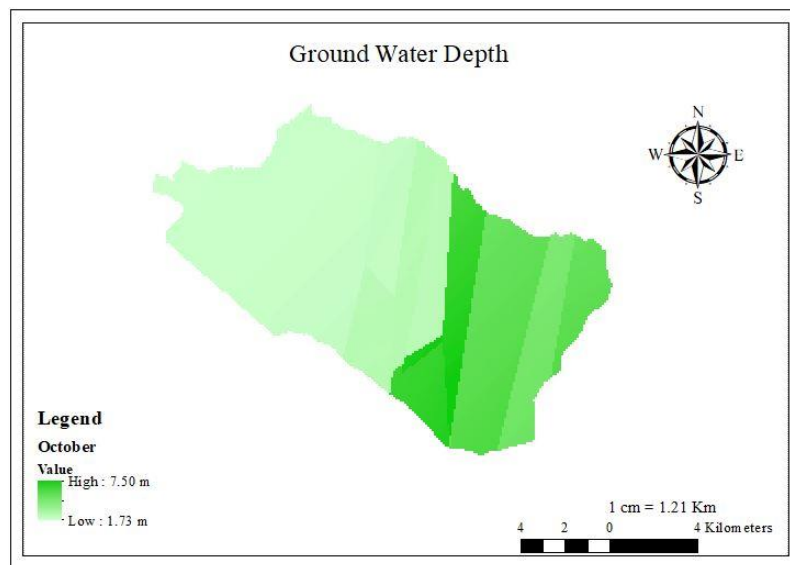 Ground Water Depth
N
W E
S
Legend
October
Value
High : 7.50 m
Low : 1.73 m
1 cm = 1.21 Km
4 2 0 4 Kilometers